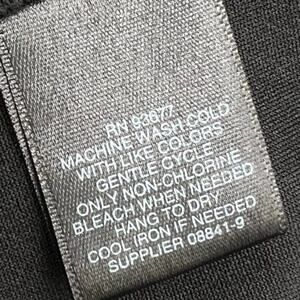 RN 93677
MACHINE WASH COLD
WITH LIKE COLORS
GENTLE CYCLE
ONLY NON-CHLORINE
BLEACH WHEN NEEDED
HANG TO DRY
COOL IRON IF NEEDED
SUPPLIER 08841-9